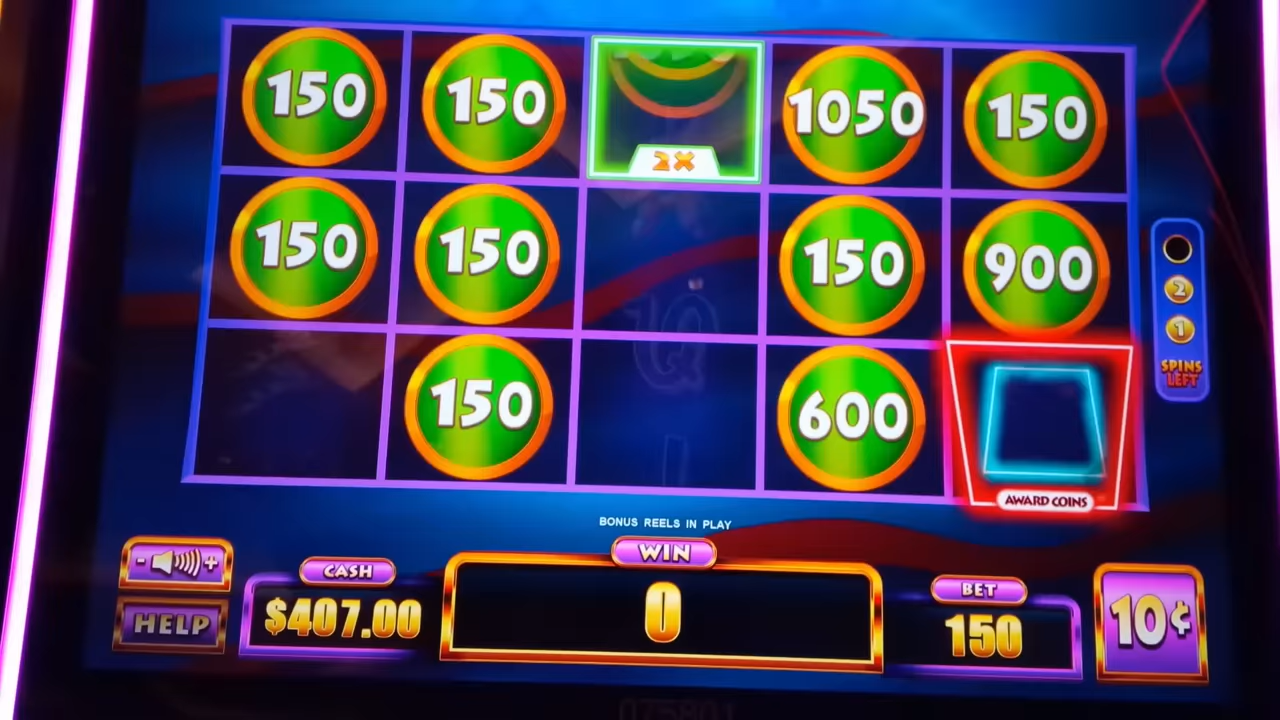 150 150 1050 150
2X
150 150 150 900
2
1
SPINS
LEFT
150 600
AWARD COINS
BONUS REELS IN PLAY
WIN
- +
CASH
BET
$407.00 0 150 10¢
HELP